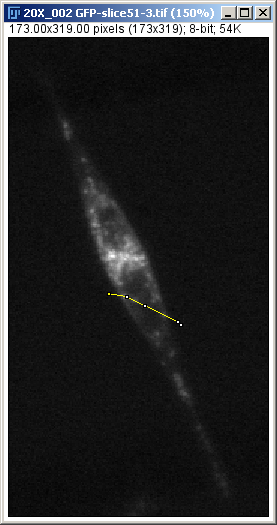 20X_002 GFP-slice51-3.tif (150%)
173.00x319.00 pixels (173x319); 8-bit; 54K